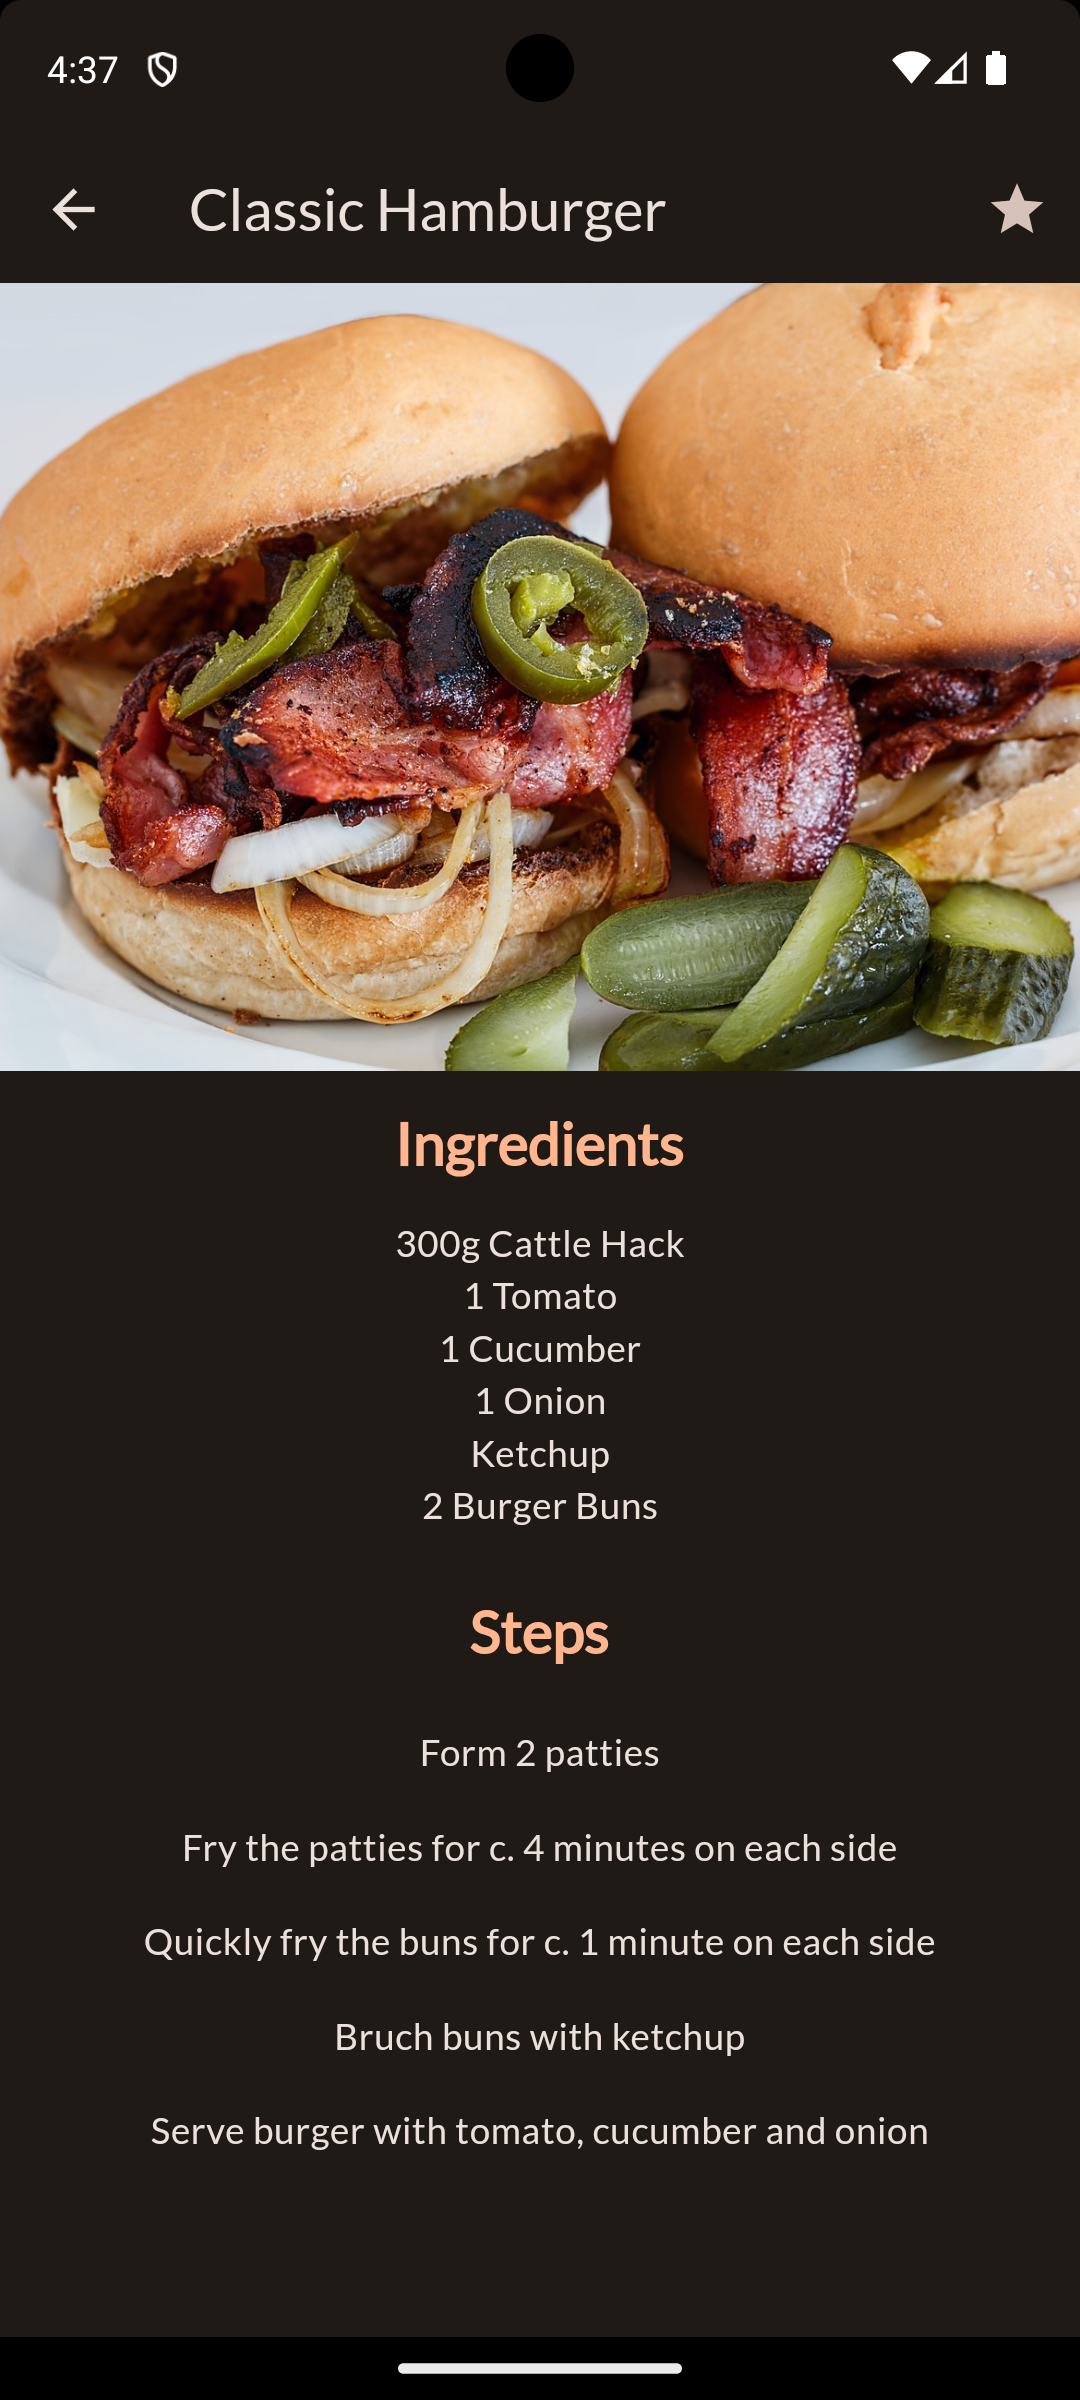 4:37
Classic Hamburger
Ingredients
300g Cattle Hack
1 Tomato
1 Cucumber
1 Onion
Ketchup
2 Burger Buns
Steps
Form 2 patties
Fry the patties for c. 4 minutes on each side
Quickly fry the buns for c. 1 minute on each side
Bruch buns with ketchup
Serve burger with tomato, cucumber and onion